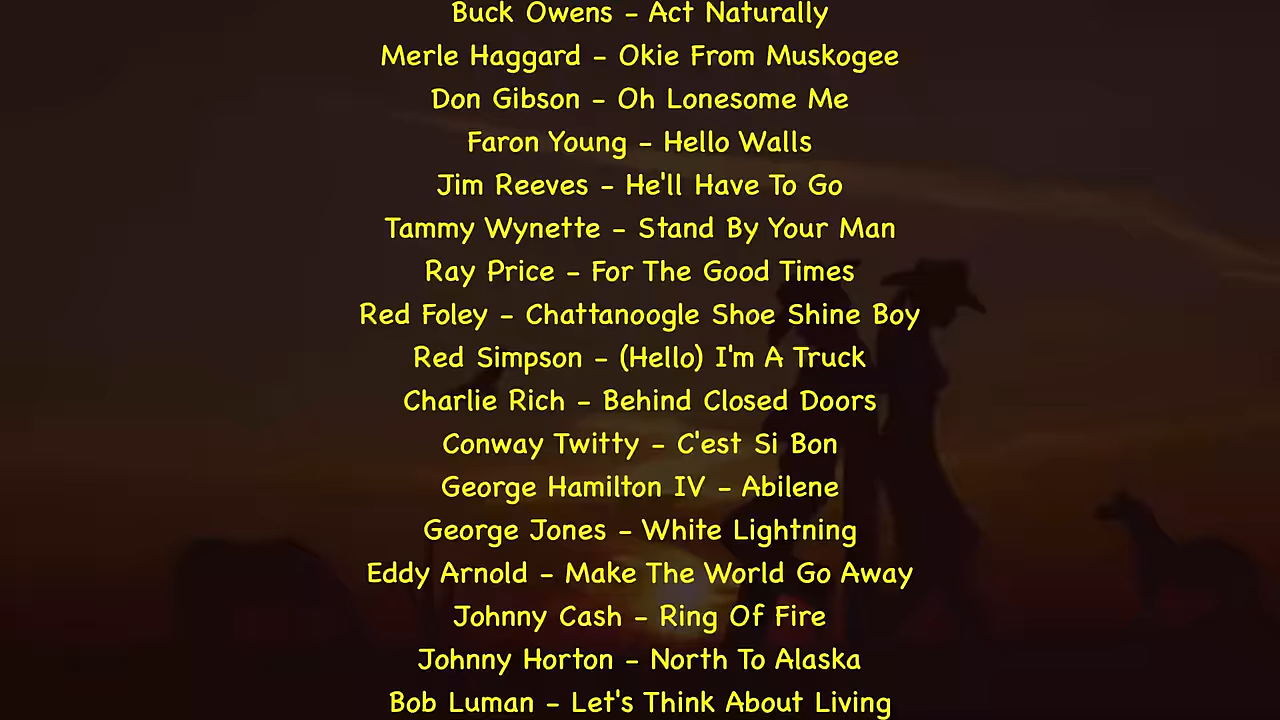 Buck Owens - Act Naturally
Merle Haggard - Okie From Muskogee
Don Gibson - Oh Lonesome Me
Faron Young - Hello Walls
Jim Reeves - He'll Have To Go
Tammy Wynette - Stand By Your Man
Ray Price - For The Good Times
Red Foley - Chattanoogle Shoe Shine Boy
Red Simpson - (Hello) I'm A Truck
Charlie Rich - Behind Closed Doors
Conway Twitty - C'est Si Bon
George Hamilton IV - Abilene
George Jones - White Lightning
Eddy Arnold - Make The World Go Away
Johnny Cash - Ring Of Fire
Johnny Horton - North To Alaska
Bob Luman - Let's Think About Living